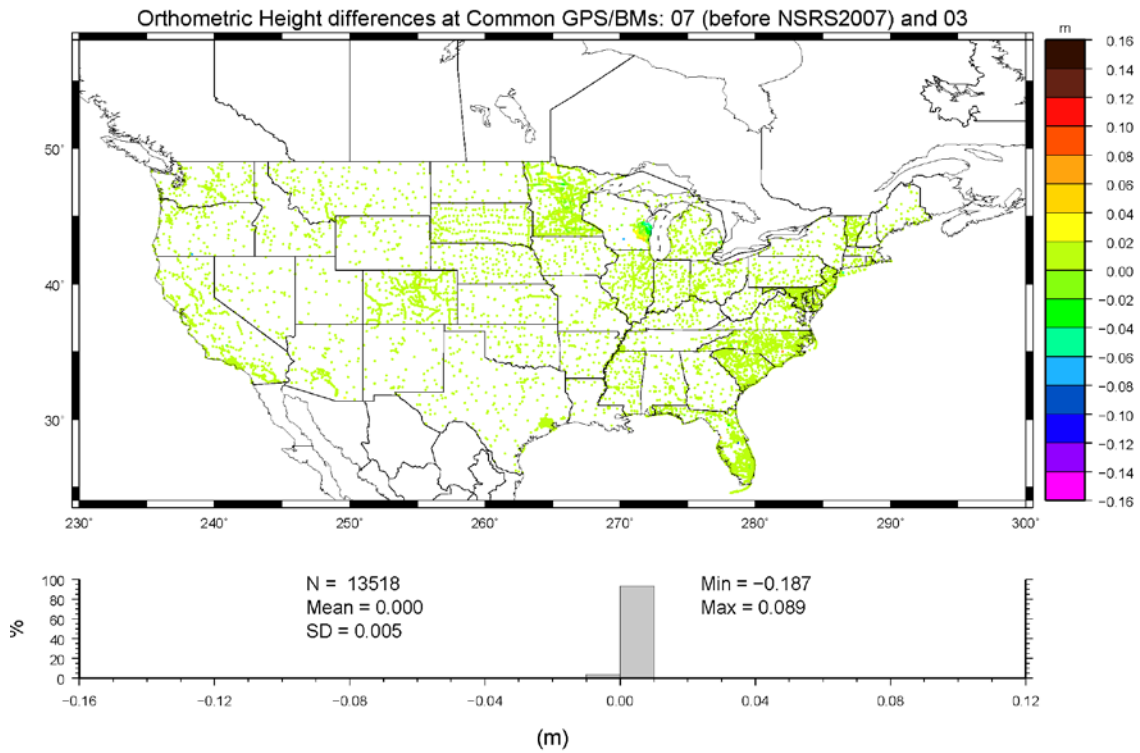 Orthometric Height differences at Common GPS/BMs: 07 (before NSRS2007) and 03
m
0.16
0.14
0.12
0.10
0.08
0.06
0.04
0.02
0.00
−0.02
−0.04
−0.06
−0.08
−0.10
−0.12
−0.14
−0.16
50°
40°
30°
230° 240° 250° 260° 270° 280° 290° 300°
100
80
60
40
20
0
%
N = 13518
Mean = 0.000
SD = 0.005
Min = −0.187
Max = 0.089
−0.16 −0.12 −0.08 −0.04 0.00 0.04 0.08 0.12
(m)